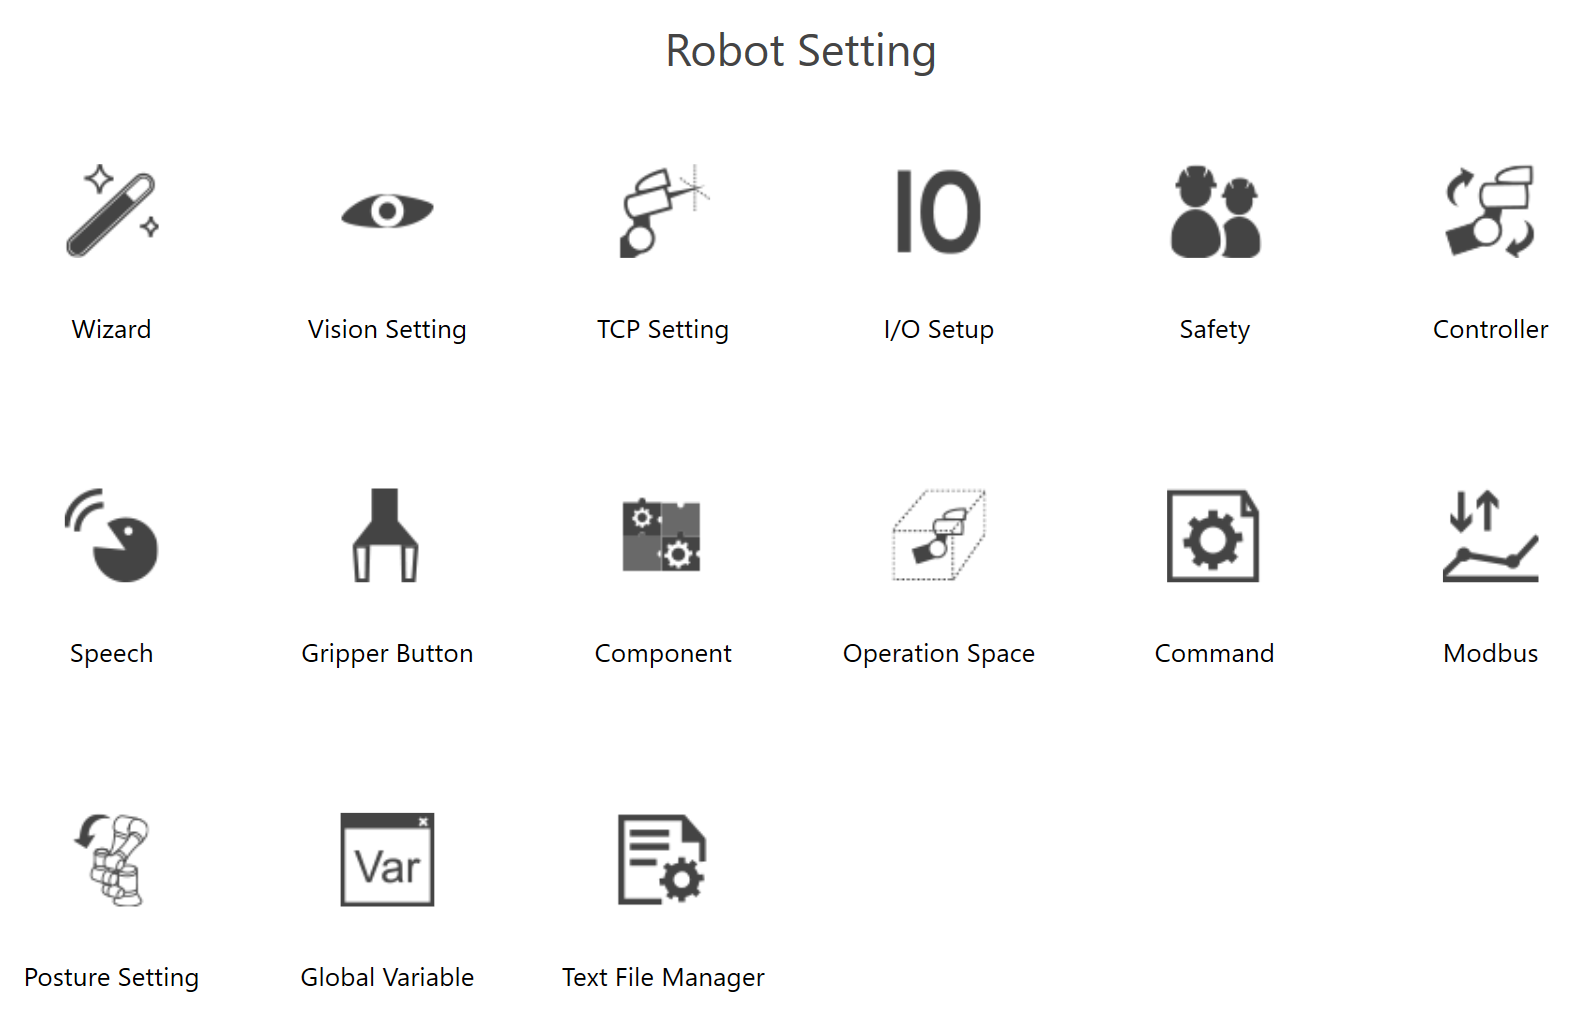 Robot Setting
IO
Wizard
Vision Setting
TCP Setting
I/O Setup
Safety
Controller
Speech
Gripper Button
Component
Operation Space
Command
Modbus
Var
Posture Setting
Global Variable
Text File Manager